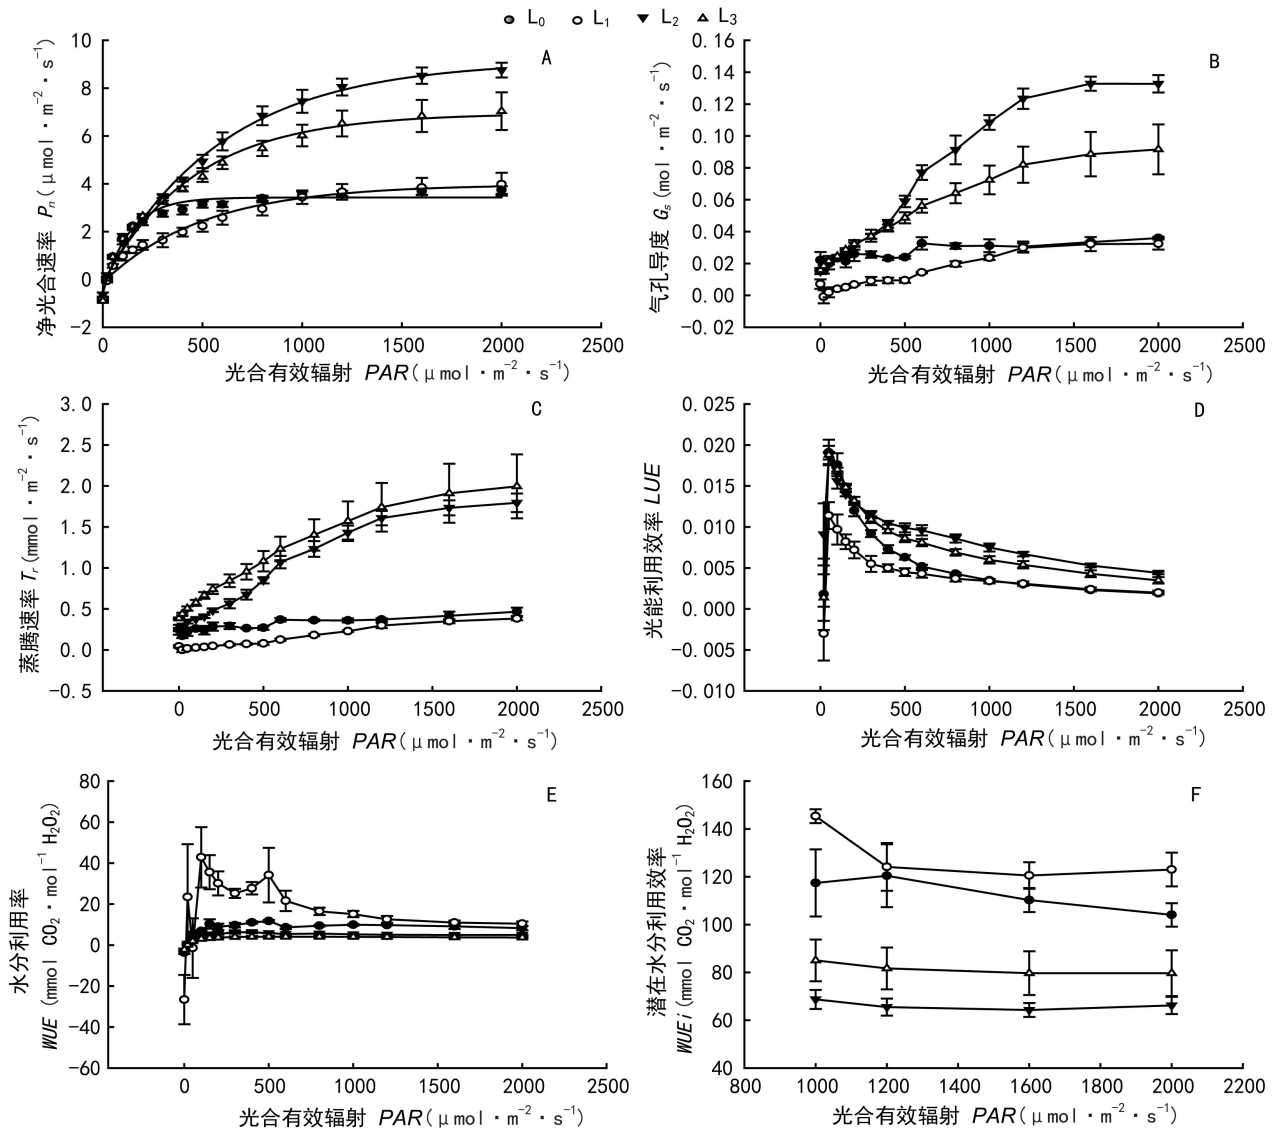 L0 L1 L2 L3
A
10
8
6
4
2
0
-2
0 500 1000 1500 2000 2500
净光合速率 Pn(μmol·m-2·s-1)
光合有效辐射 PAR(μmol·m-2·s-1)
B
0.16
0.14
0.12
0.10
0.08
0.06
0.04
0.02
0.00
-0.02
0 500 1000 1500 2000 2500
气孔导度 Gs(mol·m-2·s-1)
光合有效辐射 PAR(μmol·m-2·s-1)
C
3.0
2.5
2.0
1.5
1.0
0.5
0.0
-0.5
0 500 1000 1500 2000 2500
蒸腾速率 Tr(mmol·m-2·s-1)
光合有效辐射 PAR(μmol·m-2·s-1)
D
0.025
0.020
0.015
0.010
0.005
0.000
-0.005
-0.010
0 500 1000 1500 2000 2500
光能利用效率 LUE
光合有效辐射 PAR(μmol·m-2·s-1)
E
80
60
40
20
0
-20
-40
-60
0 500 1000 1500 2000 2500
水分利用率
WUE(mmol CO2·mol-1 H2O2)
光合有效辐射 PAR(μmol·m-2·s-1)
F
160
140
120
100
80
60
40
800 1000 1200 1400 1600 1800 2000 2200
潜在水分利用效率
WUEi(mmol CO2·mol-1 H2O2)
光合有效辐射 PAR(μmol·m-2·s-1)